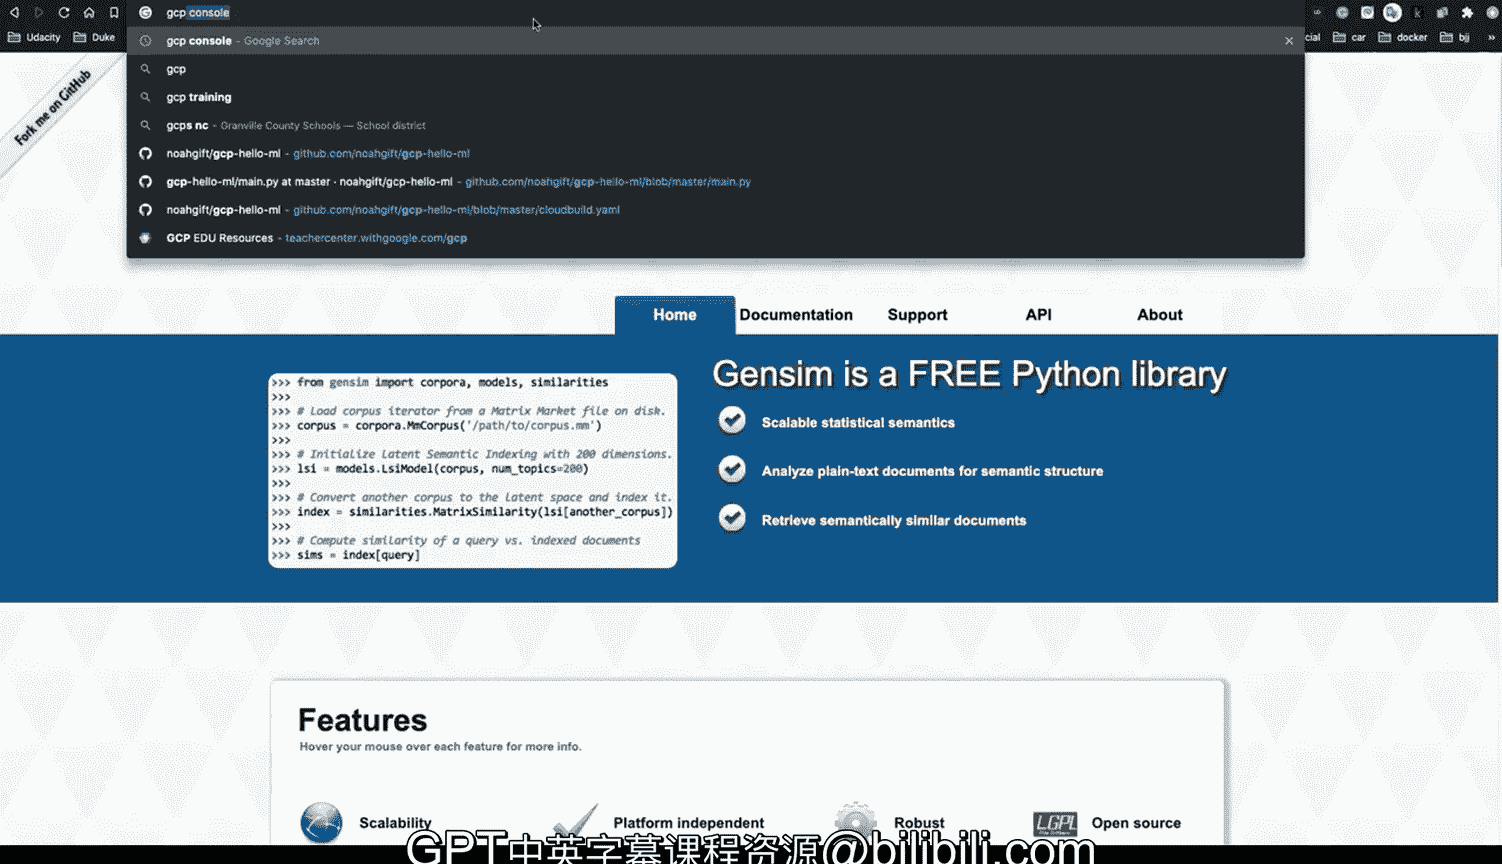 gcp console
Udacity
Duke
cial
car
docker
bjj
»
gcp console - Google Search
gcp
gcp training
gcps nc - Granville County Schools — School district
noahgift/gcp-hello-ml - github.com/noahgift/gcp-hello-ml
gcp-hello-ml/main.py at master · noahgift/gcp-hello-ml - github.com/noahgift/gcp-hello-ml/blob/master/main.py
noahgift/gcp-hello-ml - github.com/noahgift/gcp-hello-ml/blob/master/cloudbuild.yaml
GCP EDU Resources - teachercenter.withgoogle.com/gcp
Fork me on GitHub
Home
Documentation
Support
API
About
>>> from gensim import corpora, models, similarities
>>>
>>> # Load corpus iterator from a Matrix Market file on disk.
>>> corpus = corpora.MmCorpus('/path/to/corpus.mm')
>>>
>>> # Initialize Latent Semantic Indexing with 200 dimensions.
>>> lsi = models.LsiModel(corpus, num_topics=200)
>>>
>>> # Convert another corpus to the latent space and index it.
>>> index = similarities.MatrixSimilarity(lsi[another_corpus])
>>>
>>> # Compute similarity of a query vs. indexed documents
>>> sims = index[query]
Gensim is a FREE Python library
Scalable statistical semantics
Analyze plain-text documents for semantic structure
Retrieve semantically similar documents
Features
Hover your mouse over each feature for more info.
Scalability
Platform independent
Robust
LGPL
Open source
GPT中英字幕课程资源@bilibili.com